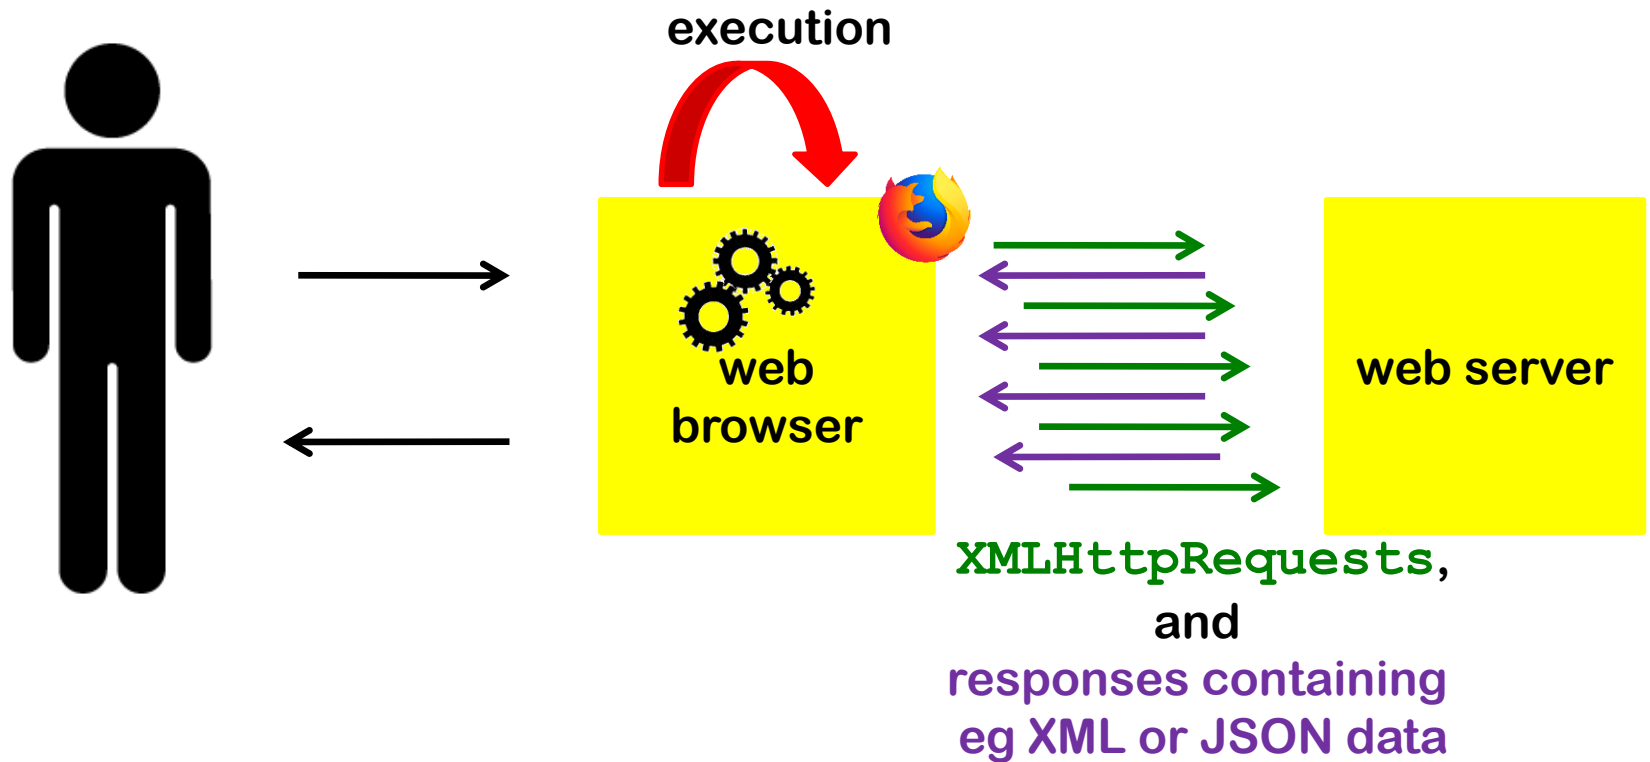 execution
web
browser
web server
XMLHttpRequests,
and
responses containing
eg XML or JSON data